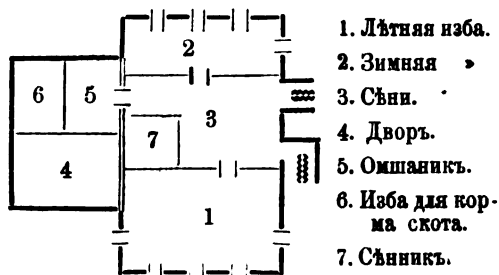 2
6
5
3
7
4
1
1. Лѣтняя изба.
2. Зимняя »
3. Сѣни.
4. Дворъ.
5. Омшаникъ.
6. Изба для кор-
ма скота.
7. Сѣнникъ.